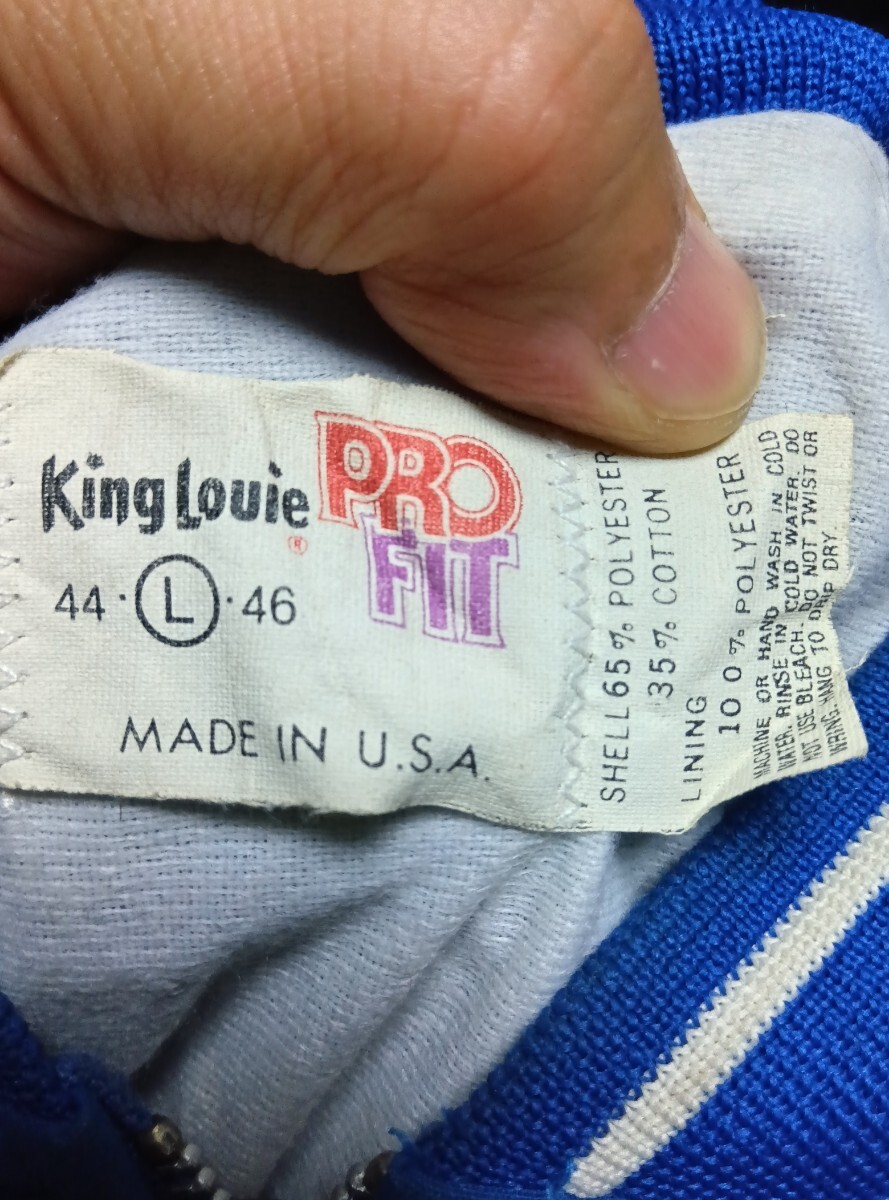 King Louie®
PRO
FIT
44 · L · 46
MADE IN U.S.A.
SHELL 65% POLYESTER
35% COTTON
LINING
100% POLYESTER
MACHINE OR HAND WASH IN COLD
WATER. RINSE IN COLD WATER. DO
NOT USE BLEACH. DO NOT TWIST OR
WRING. HANG TO DRIP DRY.